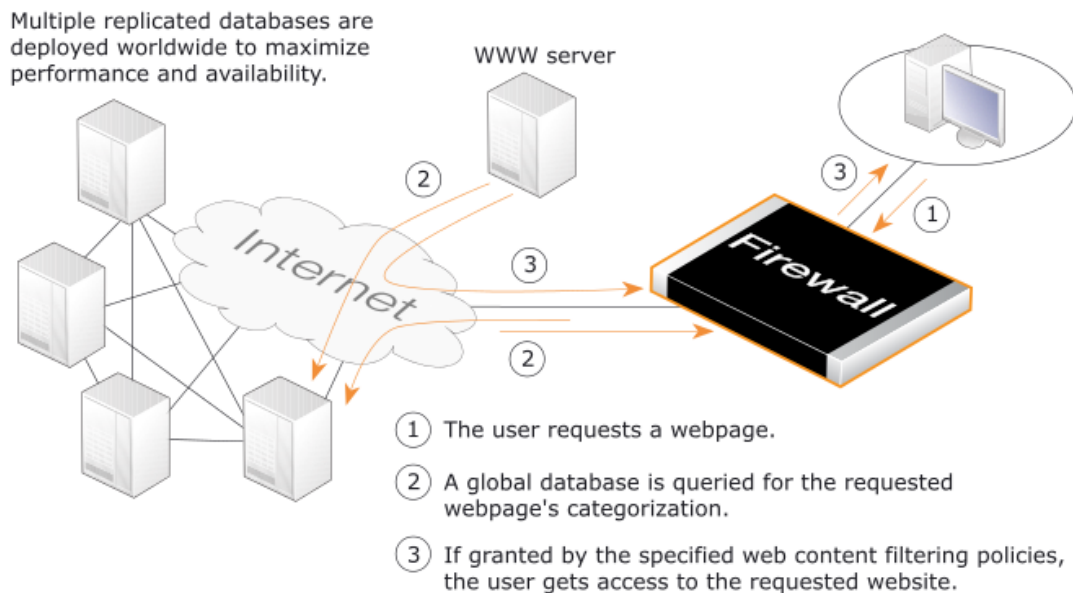 Multiple replicated databases are
deployed worldwide to maximize
performance and availability.
WWW server
2
3
1
Internet
3
Firewall
2
1 The user requests a webpage.
2 A global database is queried for the requested
webpage's categorization.
3 If granted by the specified web content filtering policies,
the user gets access to the requested website.